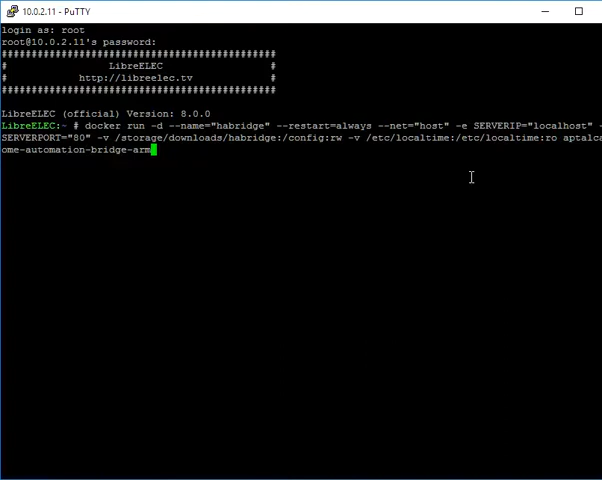 10.0.2.11 - PuTTY
login as: root
root@10.0.2.11's password:
##############################################
#                 LibreELEC                  #
#            http://libreelec.tv             #
##############################################
LibreELEC (official) Version: 8.0.0
LibreELEC:~ # docker run -d --name="habridge" --restart=always --net="host" -e SERVERIP="localhost" -
SERVERPORT="80" -v /storage/downloads/habridge:/config:rw -v /etc/localtime:/etc/localtime:ro aptalca
ome-automation-bridge-arm